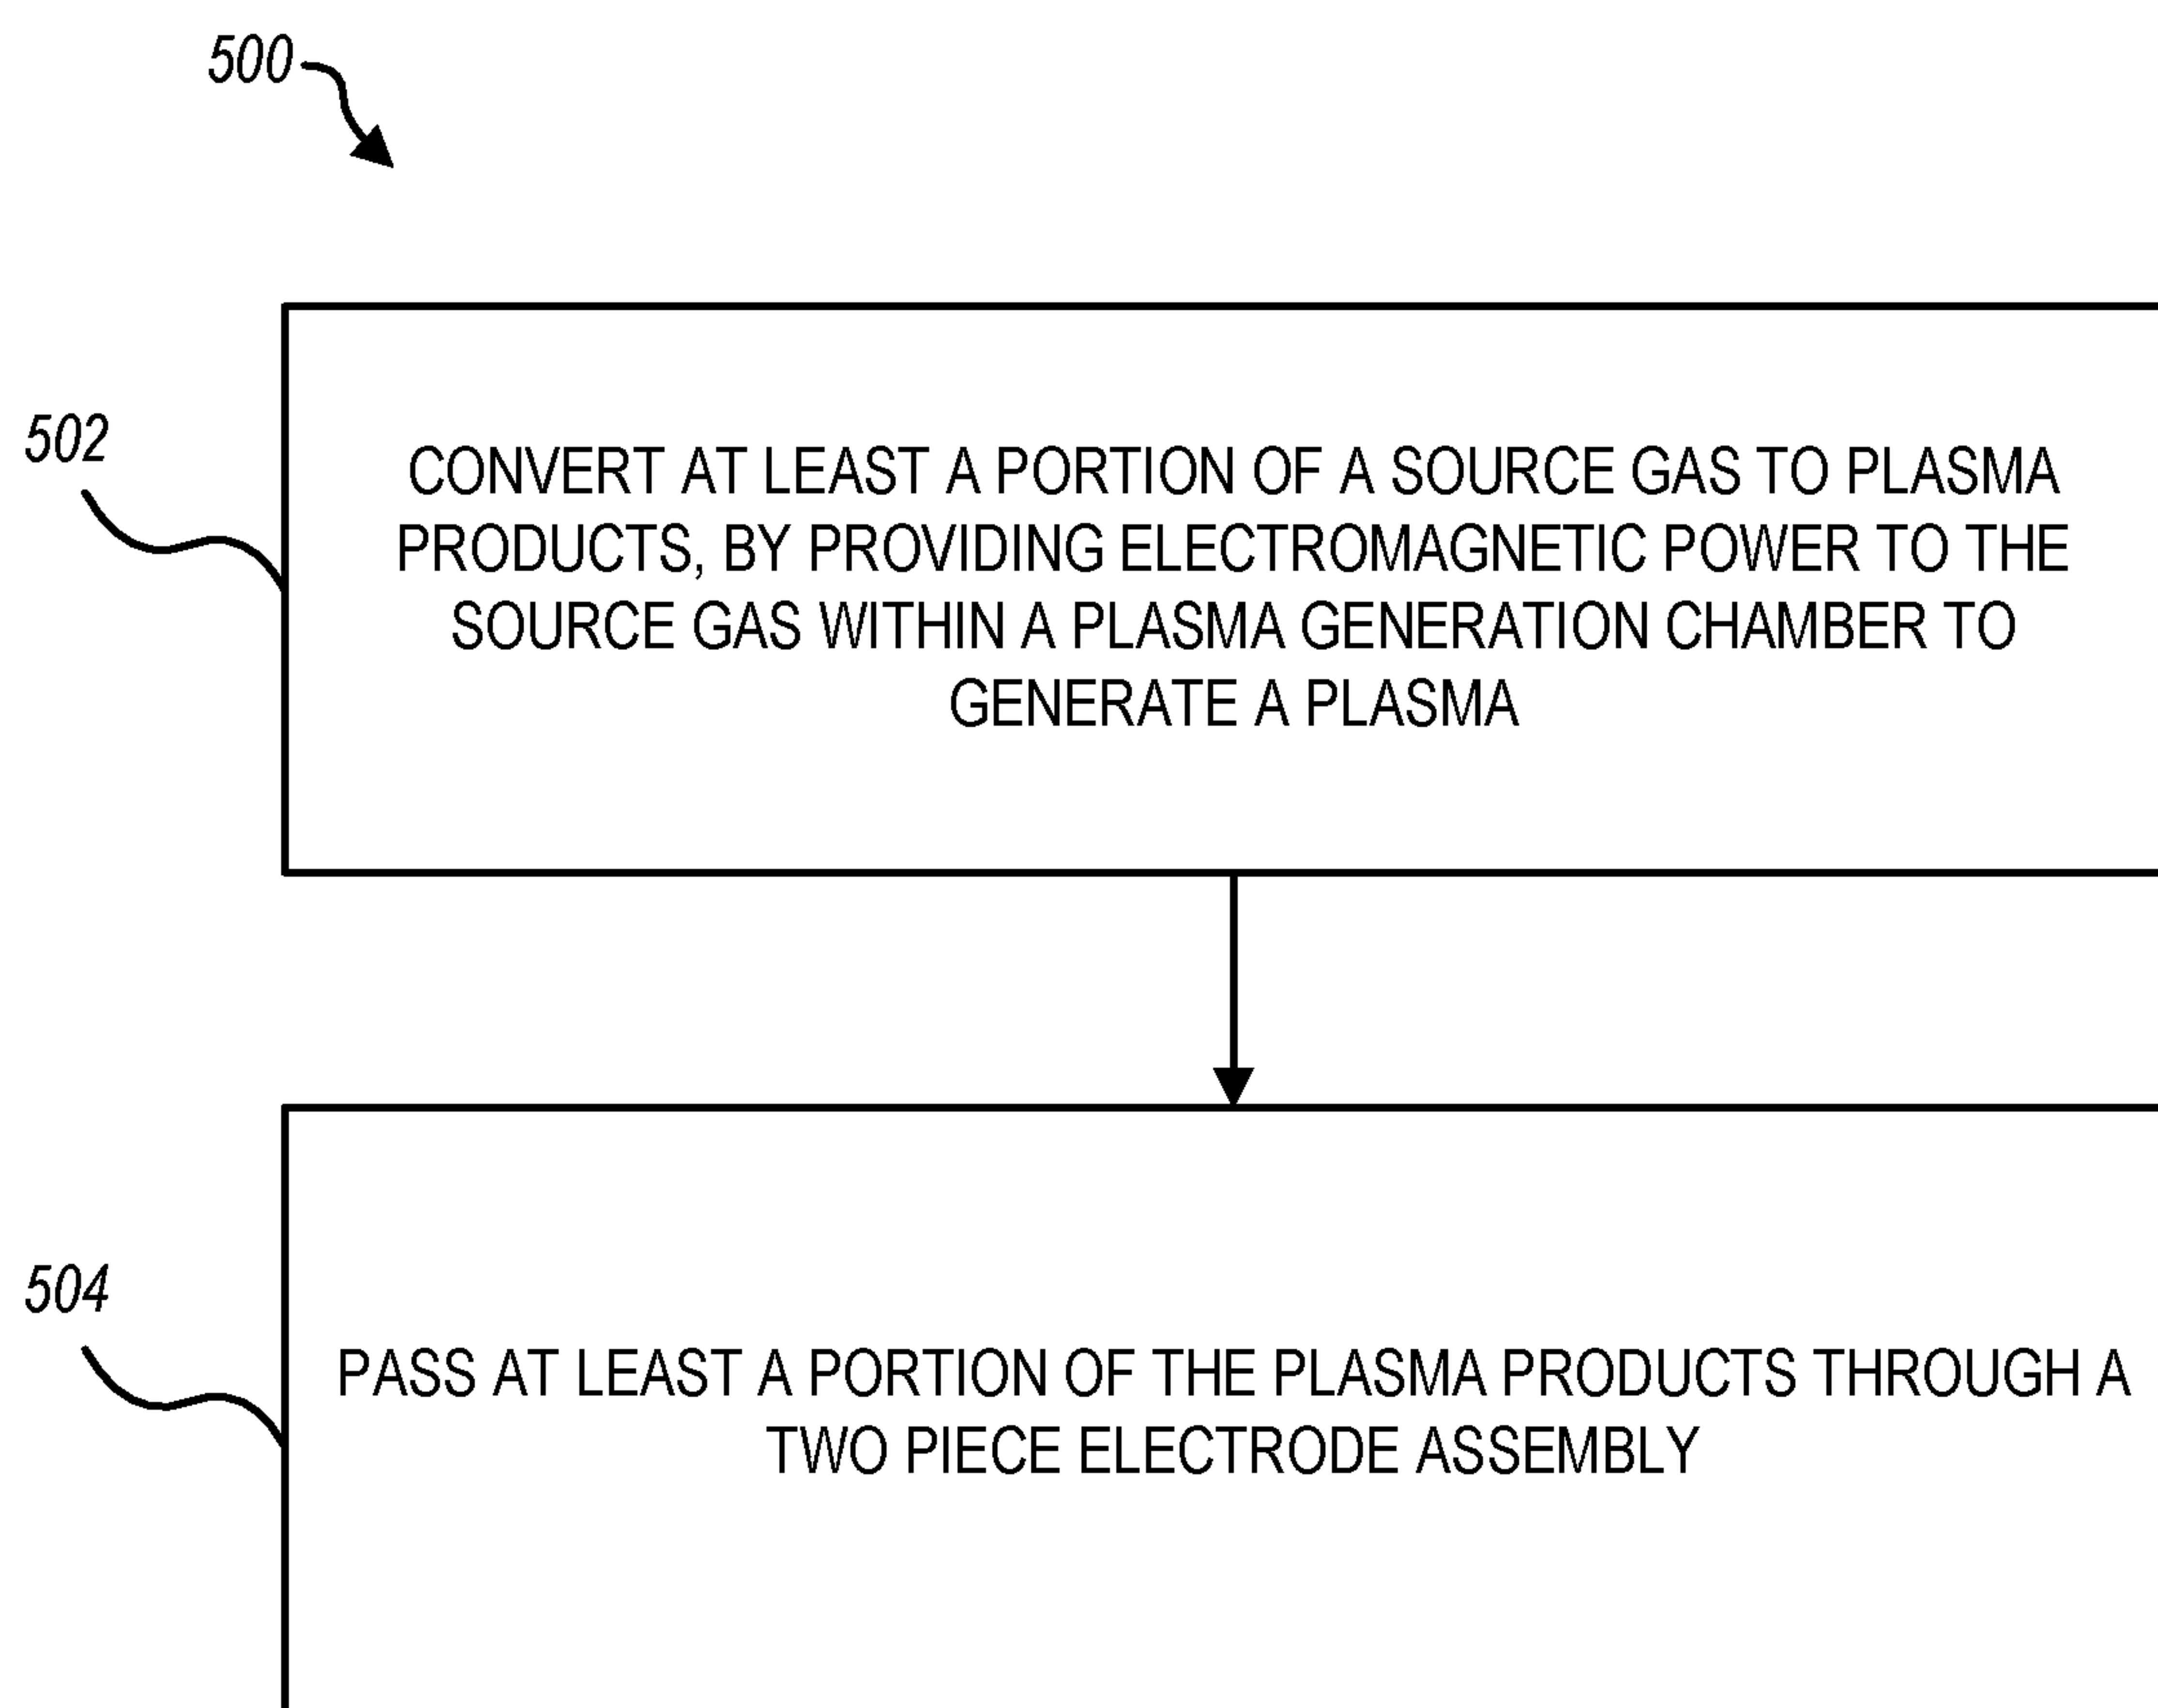 500
502
CONVERT AT LEAST A PORTION OF A SOURCE GAS TO PLASMA
PRODUCTS, BY PROVIDING ELECTROMAGNETIC POWER TO THE
SOURCE GAS WITHIN A PLASMA GENERATION CHAMBER TO
GENERATE A PLASMA
504
PASS AT LEAST A PORTION OF THE PLASMA PRODUCTS THROUGH A
TWO PIECE ELECTRODE ASSEMBLY